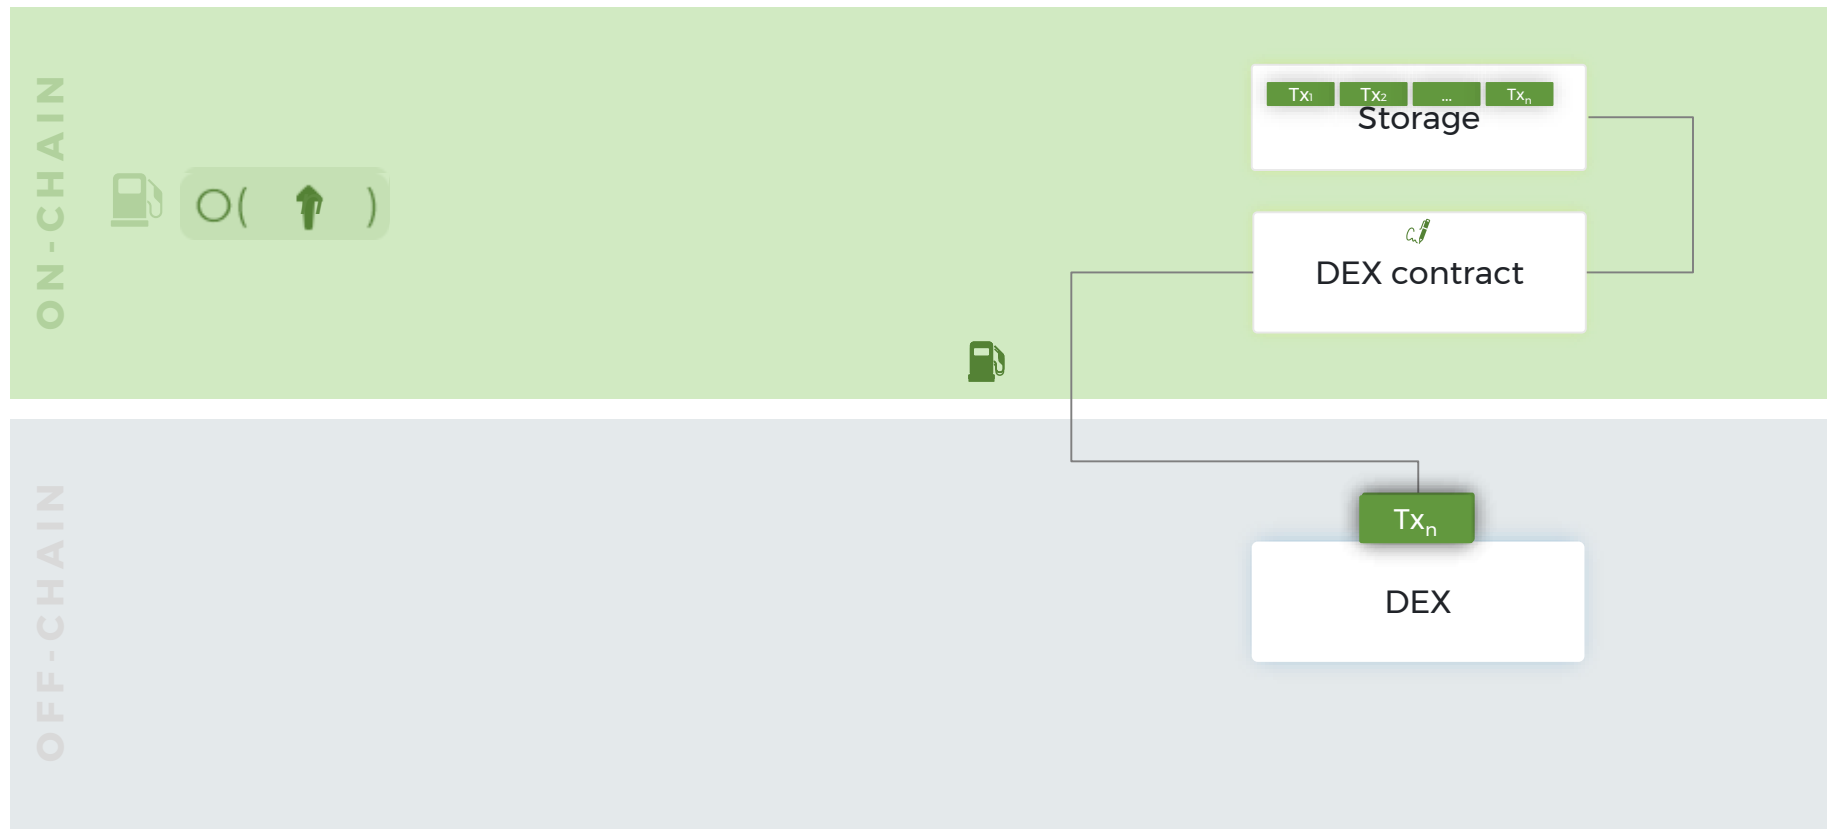 ON-CHAIN
Tx1 Tx2 ... Txn
Storage
O( )
DEX contract
OFF-CHAIN
Txn
DEX